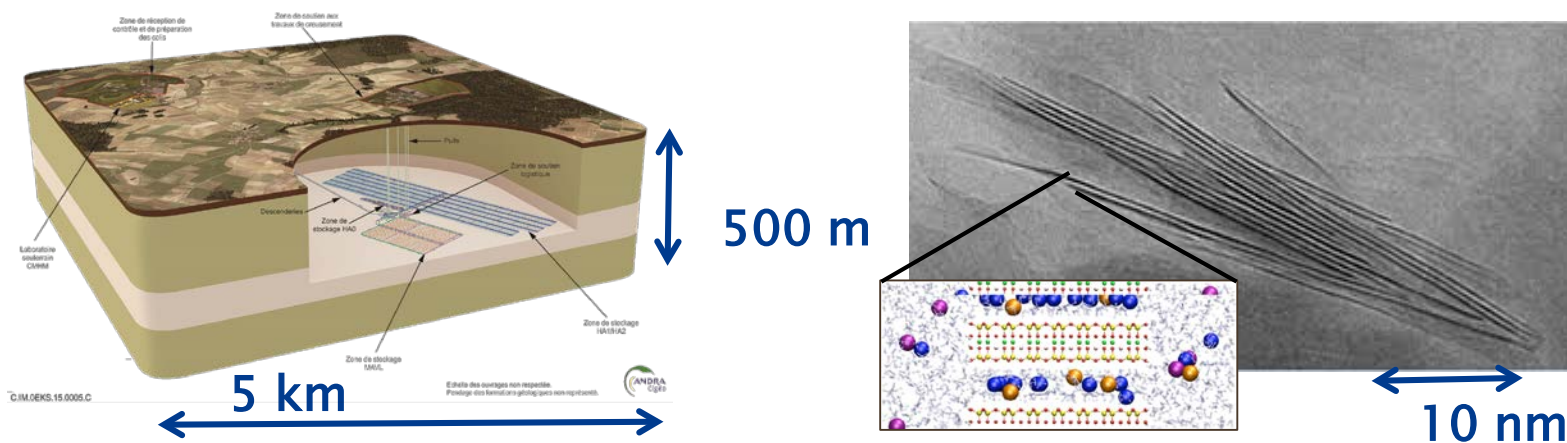 Zone de réception de
contrôle et de préparation
des colis
Zone de soutien aux
travaux de creusement
Puits
Zone de soutien
logistique
Descenderies
Zone de
stockage HA0
Laboratoire
souterrain
CMHM
Zone de stockage
HA1/HA2
Zone de stockage
MAVL
500 m
5 km
Echelle des ouvrages non respectée.
Pendage des formations géologiques non représenté.
ANDRA
Cigéo
C.IM.0EKS.15.0005.C
10 nm